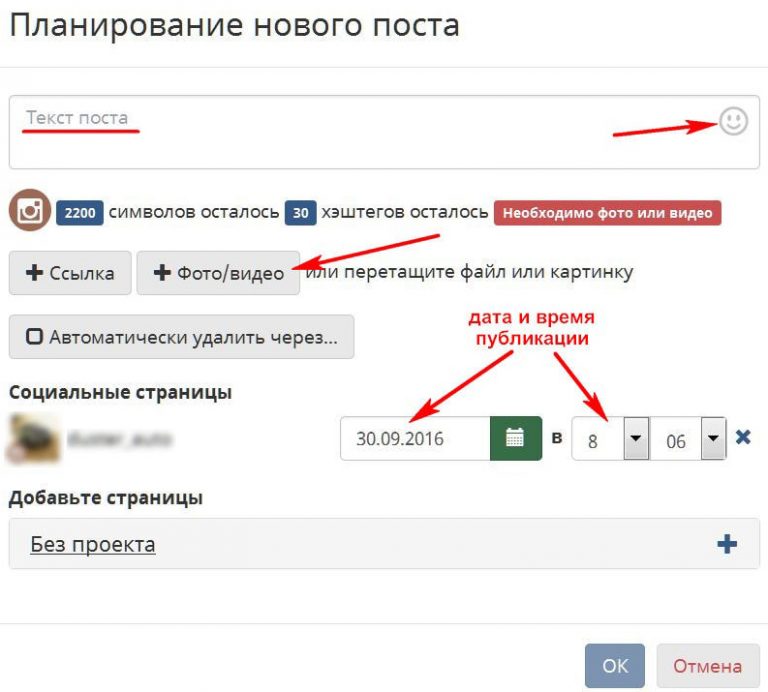 Планирование нового поста
Текст поста
2200 символов осталось 30 хэштегов осталось Необходимо фото или видео
Ссылка Фото/видео или перетащите файл или картинку
Автоматически удалить через...
дата и время
публикации
Социальные страницы
30.09.2016 в 8 06
Добавьте страницы
Без проекта
ОК Отмена